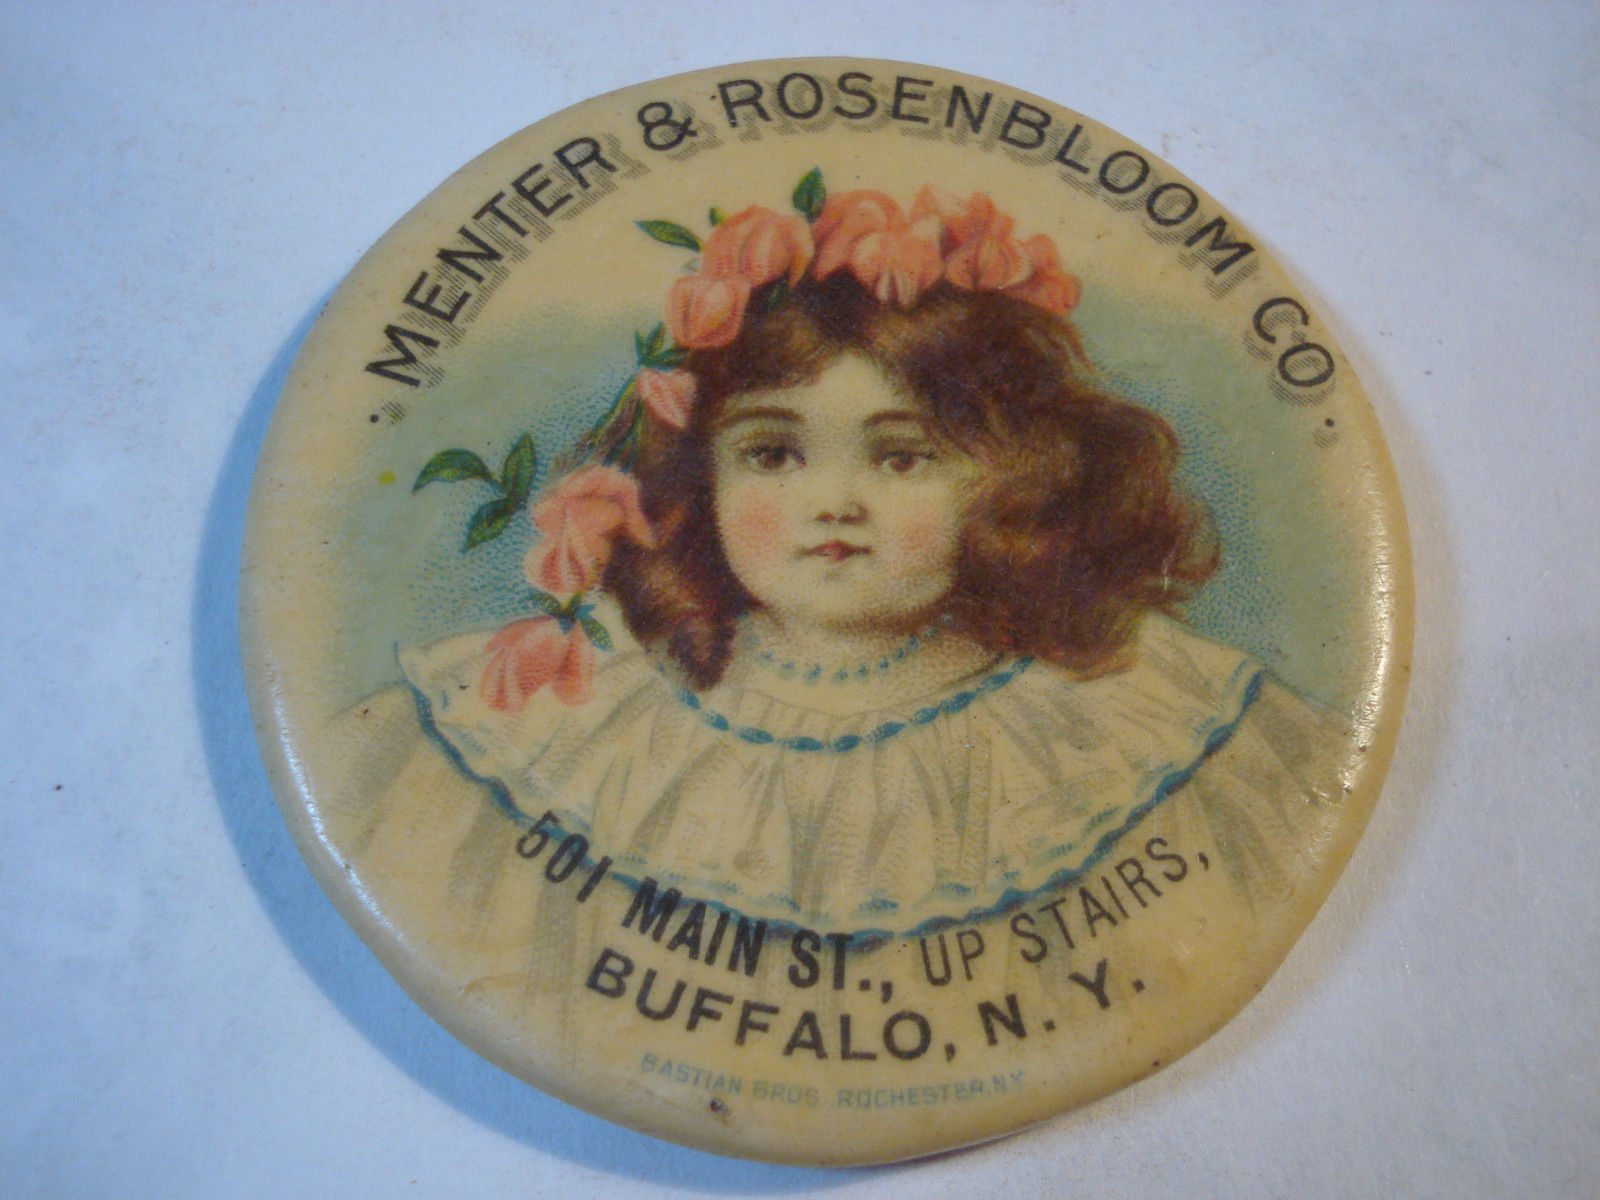 · MENTER & ROSENBLOOM CO.
501 MAIN ST., UP STAIRS,
BUFFALO, N. Y.
BASTIAN BROS. ROCHESTER, N.Y.